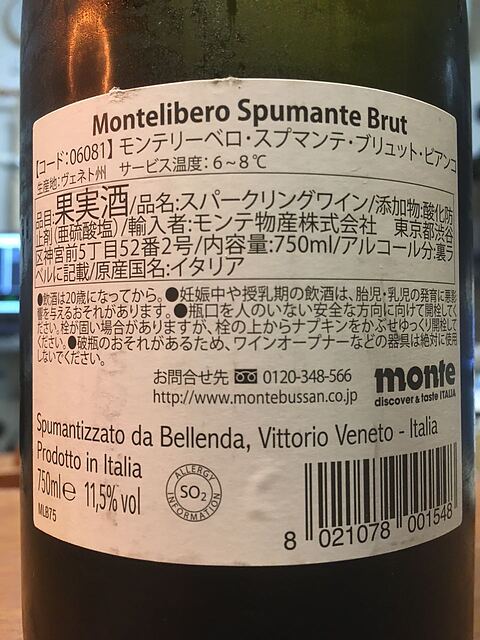 Montelibero Spumante Brut
【コード:06081】モンテリーベロ・スプマンテ・ブリュット・ビアンコ
生産地:ヴェネト州 サービス温度:6~8℃
品目:果実酒/品名:スパークリングワイン/添加物:酸化防
止剤(亜硫酸塩)/輸入者:モンテ物産株式会社 東京都渋谷
区神宮前5丁目52番2号/内容量:750ml/アルコール分:裏ラ
ベルに記載/原産国名:イタリア
●飲酒は20歳になってから。●妊娠中や授乳期の飲酒は、胎児・乳児の発育に悪影
響を与えるおそれがあります。●瓶口を人のいない安全な方向に向けて開栓してく
ださい。栓が固い場合がありますが、栓の上からナプキンをかぶせゆっくり開栓して
ください。●破瓶のおそれがあるため、ワインオープナーなどの器具は絶対に使用
しないでください。
お問合せ先 0120-348-566
http://www.montebussan.co.jp
monte
discover & taste ITALIA
Spumantizzato da Bellenda, Vittorio Veneto - Italia
Prodotto in Italia
750ml e 11,5% vol
MLB75
ALLERGY
SO2
INFORMATION
8 021078 001548